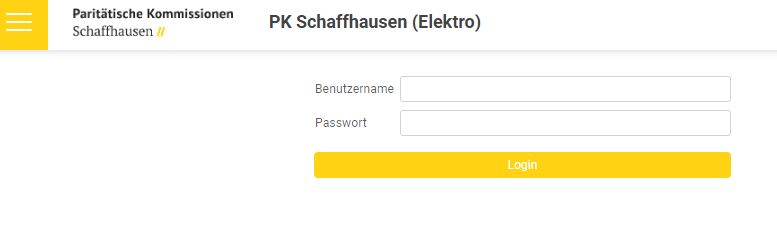 Paritätische Kommissionen
Schaffhausen //
PK Schaffhausen (Elektro)
Benutzername
Passwort
Login